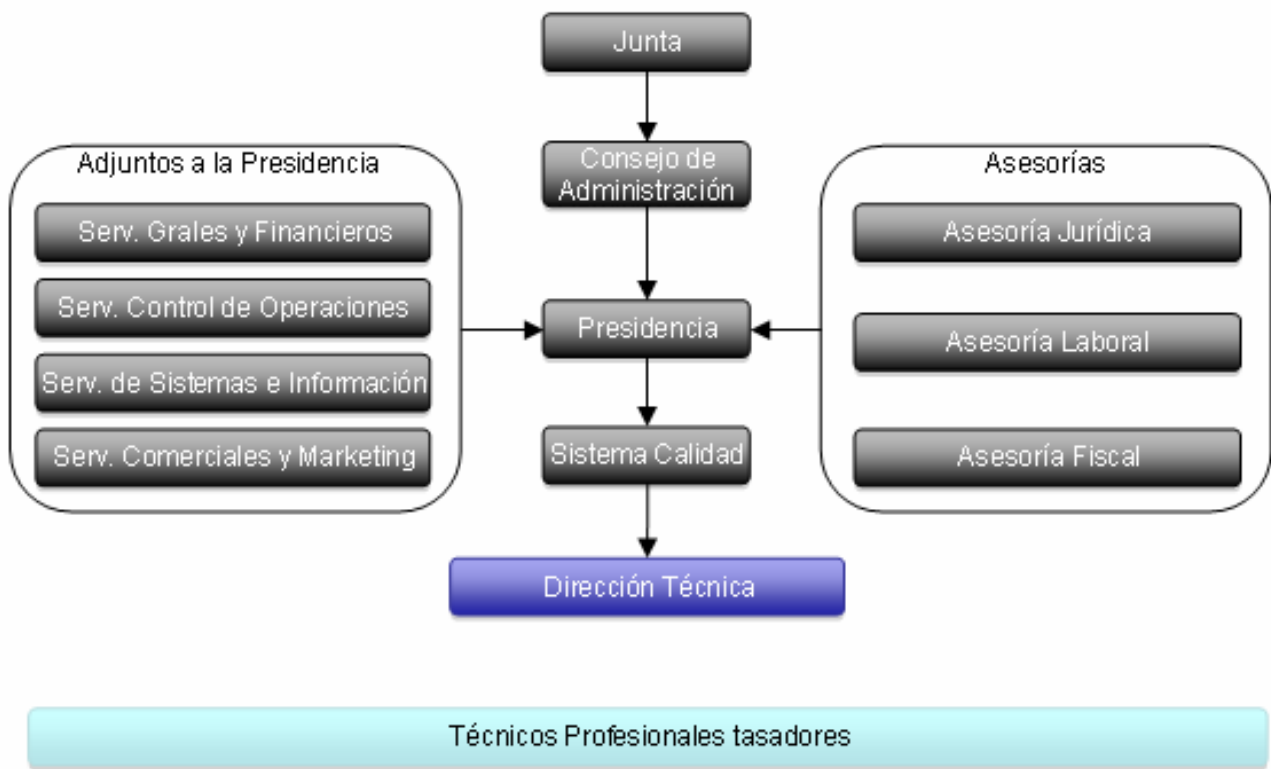 Junta
Adjuntos a la Presidencia
Serv. Grales y Financieros
Serv. Control de Operaciones
Serv. de Sistemas e Información
Serv. Comerciales y Marketing
Consejo de
Administración
Presidencia
Sistema Calidad
Dirección Técnica
Asesorías
Asesoría Jurídica
Asesoría Laboral
Asesoría Fiscal
Técnicos Profesionales tasadores